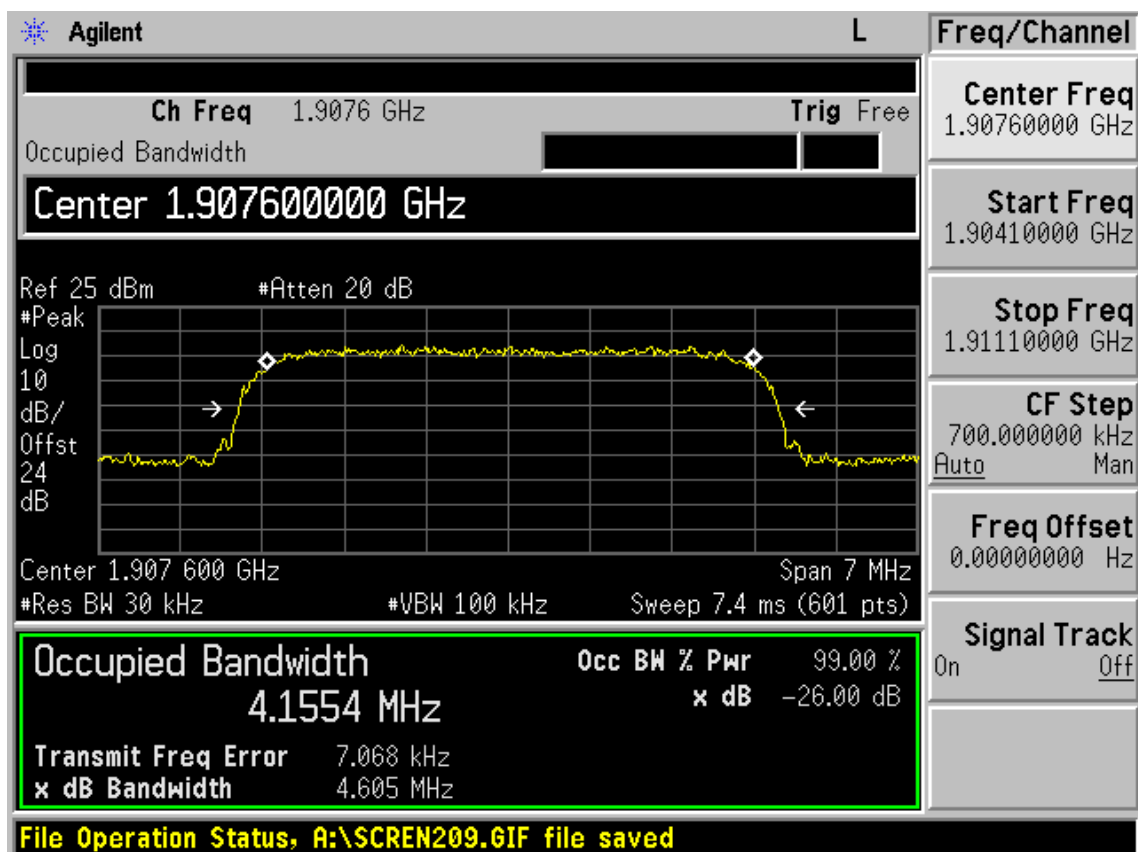 Agilent L Freq/Channel
Ch Freq 1.9076 GHz Trig Free
Occupied Bandwidth
Center 1.907600000 GHz
Ref 25 dBm #Atten 20 dB
#Peak
Log
10
dB/
Offst
24
dB
Center 1.907 600 GHz Span 7 MHz
#Res BW 30 kHz #VBW 100 kHz Sweep 7.4 ms (601 pts)
Occupied Bandwidth
4.1554 MHz
Occ BW % Pwr 99.00 %
x dB -26.00 dB
Transmit Freq Error 7.068 kHz
x dB Bandwidth 4.605 MHz
File Operation Status, A:\SCREN209.GIF file saved
Center Freq
1.90760000 GHz
Start Freq
1.90410000 GHz
Stop Freq
1.91110000 GHz
CF Step
700.000000 kHz
Auto Man
Freq Offset
0.00000000 Hz
Signal Track
On Off